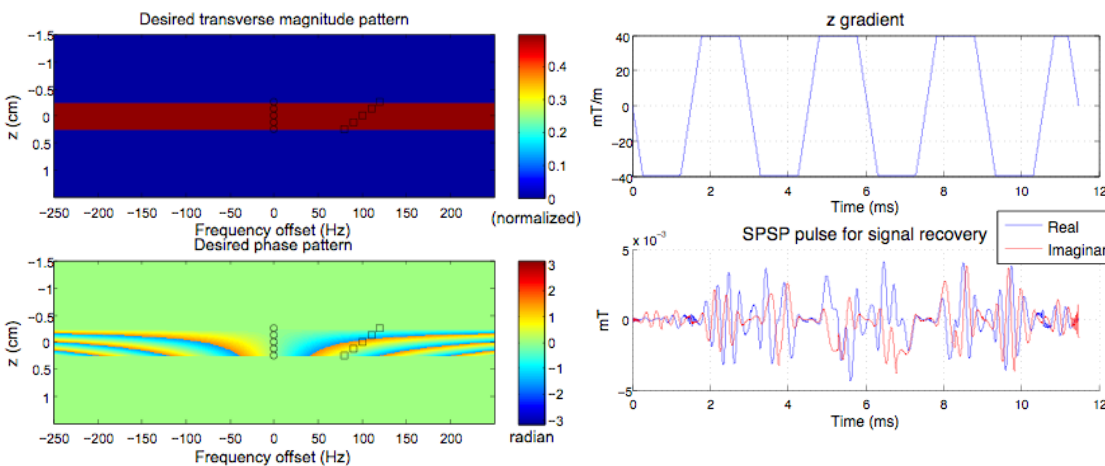 Desired transverse magnitude pattern
−1.5
−1
−0.5
0
0.5
1
z (cm)
−250 −200 −150 −100 −50 0 50 100 150 200
Frequency offset (Hz)
0.4
0.3
0.2
0.1
0
(normalized)
Desired phase pattern
−1.5
−1
−0.5
0
0.5
1
z (cm)
−250 −200 −150 −100 −50 0 50 100 150 200
Frequency offset (Hz)
3
2
1
0
−1
−2
−3
radian
z gradient
40
20
0
−20
−40
mT/m
0 2 4 6 8 10 12
Time (ms)
SPSP pulse for signal recovery
Real
Imaginar
x 10−3
5
0
−5
mT
0 2 4 6 8 10 12
Time (ms)